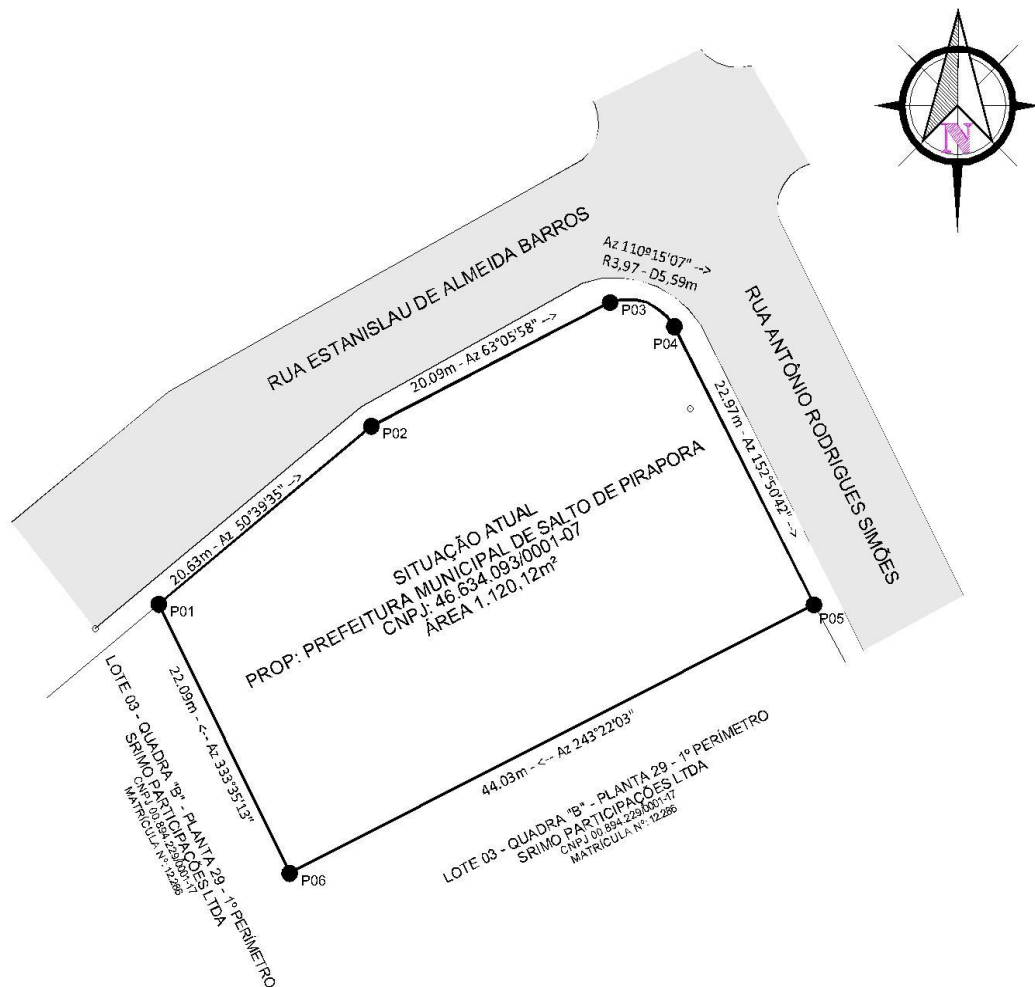 N
RUA ESTANISLAU DE ALMEIDA BARROS
Az 110º15'07" -->
R3,97 - D5,59m
RUA ANTÔNIO RODRIGUES SIMÕES
20.09m - Az 63°05'58" -->
P03
P04
P02
22.97m - Az 152°50'42" -->
20.63m - Az 50°39'35" -->
SITUAÇÃO ATUAL
PROP: PREFEITURA MUNICIPAL DE SALTO DE PIRAPORA
CNPJ: 46.634.093/0001-07
ÁREA 1.120,12m²
P01
P05
22.09m - <-- Az 333°35'13"
44.03m - <-- Az 243°22'03"
P06
LOTE 03 - QUADRA "B" - PLANTA 29 - 1º PERÍMETRO
SRIMO PARTICIPAÇÕES LTDA
CNPJ 00.894.229/0001-17
MATRÍCULA Nº: 12.286
LOTE 03 - QUADRA "B" - PLANTA 29 - 1º PERÍMETRO
SRIMO PARTICIPAÇÕES LTDA
CNPJ 00.894.229/0001-17
MATRÍCULA Nº: 12.286